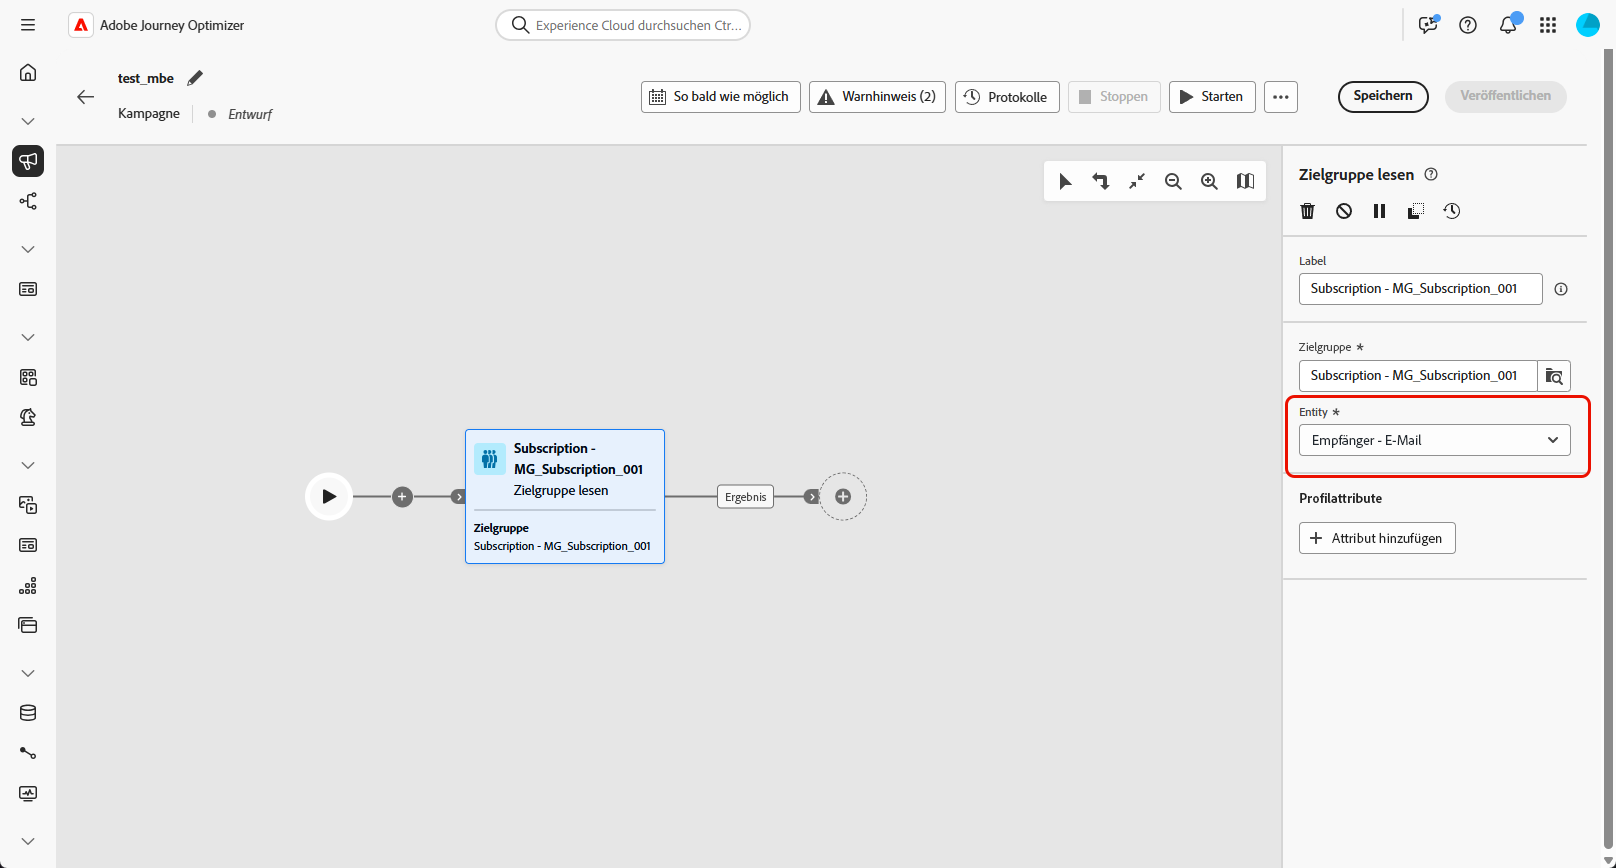 Adobe Journey Optimizer
Experience Cloud durchsuchen Ctr...
test_mbe
Kampagne
Entwurf
So bald wie möglich
Warnhinweis (2)
Protokolle
Stoppen
Starten
Speichern
Veröffentlichen
Subscription -
MG_Subscription_001
Zielgruppe lesen
Zielgruppe
Subscription - MG_Subscription_001
Ergebnis
Zielgruppe lesen
Label
Subscription - MG_Subscription_001
Zielgruppe *
Subscription - MG_Subscription_001
Entity *
Empfänger - E-Mail
Profilattribute
Attribut hinzufügen